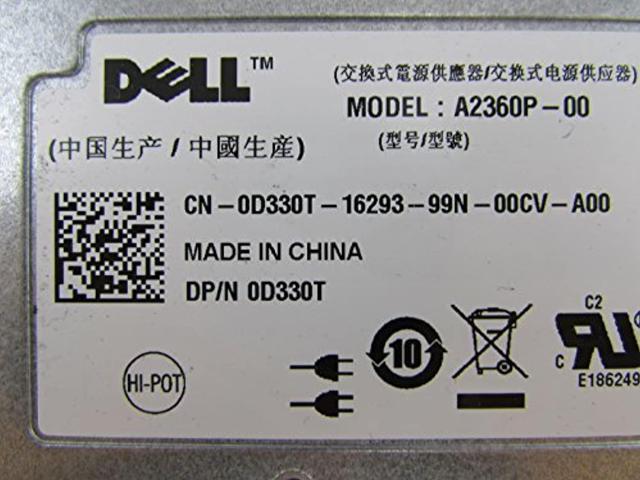 DELL™
(交換式電源供應器/交换式电源供应器)
MODEL : A2360P-00
(型号/型號)
(中国生产 / 中國生產)
CN-0D330T-16293-99N-00CV-A00
MADE IN CHINA
DP/N 0D330T
HI-POT
10
C2
C
E186249